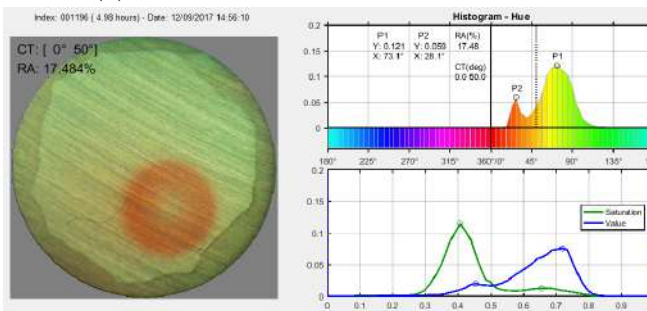 Index: 001196 ( 4.98 hours) - Date: 12/09/2017 14:56:10
CT: [ 0° 50°]
RA: 17.484%
Histogram - Hue
P1 P2 RA(%)
Y: 0.121 Y: 0.059 17.48
X: 73.1° X: 28.1°
CT(deg)
0.0 50.0
P1
P2
0.2
0.15
0.1
0.05
0
180° 225° 270° 315° 360°/0° 45° 90° 135°
0.2
0.15
0.1
0.05
0
Saturation
Value
0 0.1 0.2 0.3 0.4 0.5 0.6 0.7 0.8 0.9